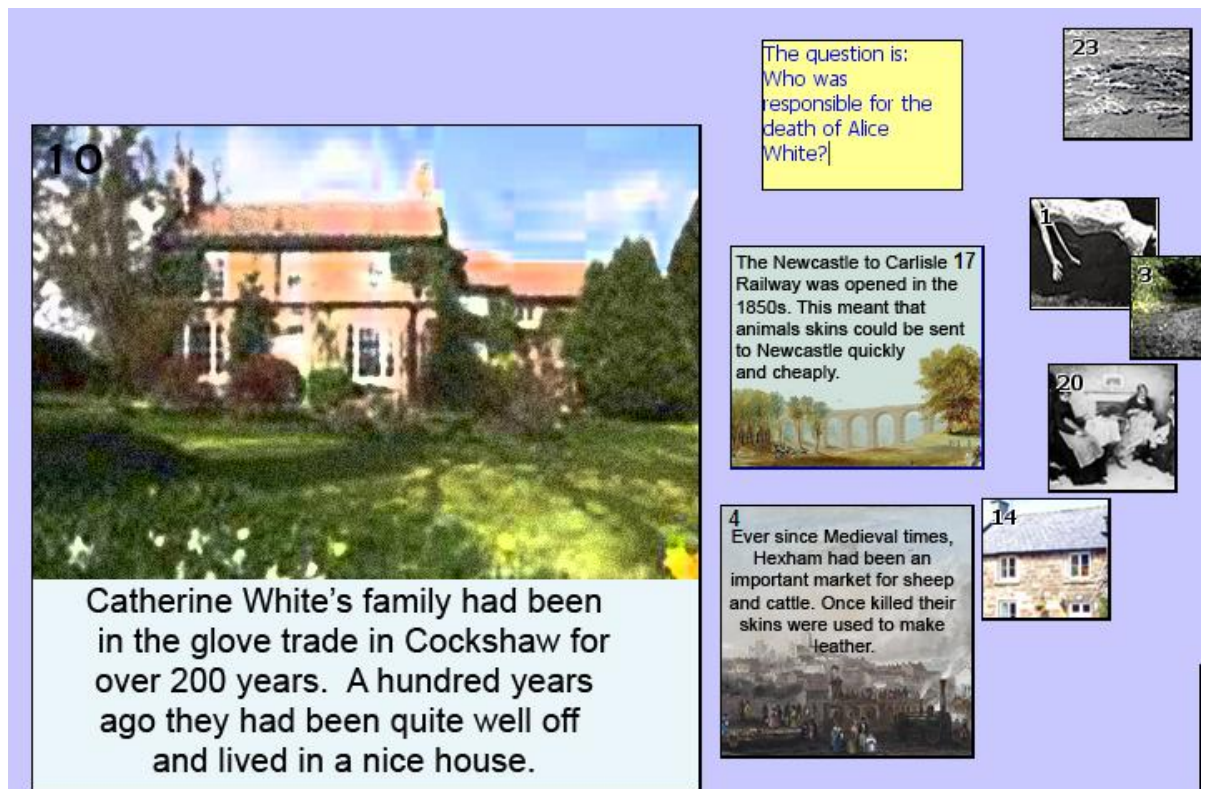 The question is:
Who was
responsible for the
death of Alice
White?
23
10
1
3
The Newcastle to Carlisle 17
Railway was opened in the
1850s. This meant that
animals skins could be sent
to Newcastle quickly
and cheaply.
20
4
Ever since Medieval times,
Hexham had been an
important market for sheep
and cattle. Once killed their
skins were used to make
leather.
14
Catherine White's family had been
in the glove trade in Cockshaw for
over 200 years. A hundred years
ago they had been quite well off
and lived in a nice house.